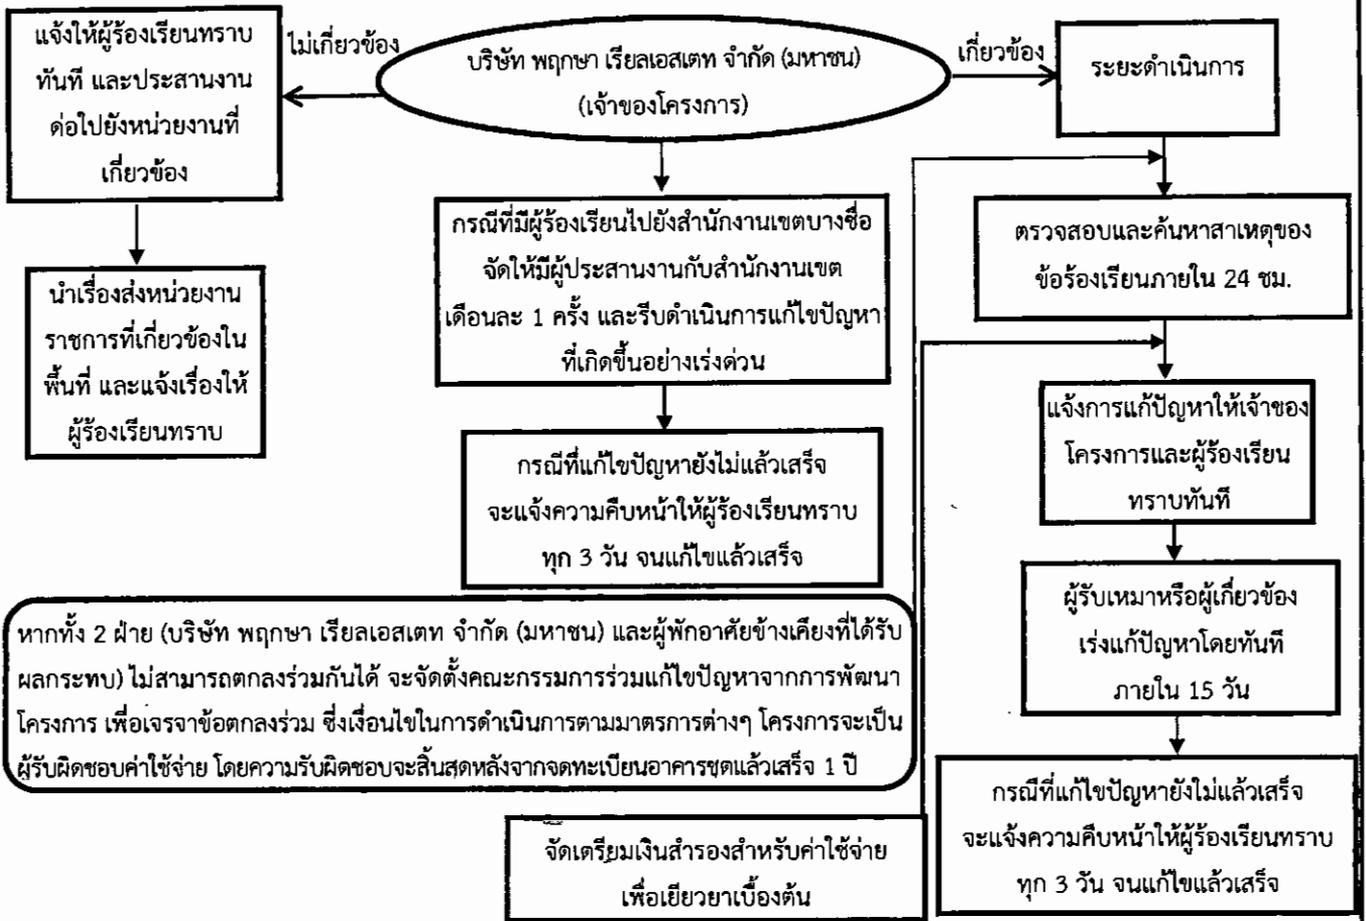 บริษัท พฤกษา เรียลเอสเตท จำกัด (มหาชน)
(เจ้าของโครงการ)
ไม่เกี่ยวข้อง
แจ้งให้ผู้ร้องเรียนทราบ
ทันที และประสานงาน
ต่อไปยังหน่วยงานที่
เกี่ยวข้อง
นำเรื่องส่งหน่วยงาน
ราชการที่เกี่ยวข้องใน
พื้นที่ และแจ้งเรื่องให้
ผู้ร้องเรียนทราบ
กรณีที่มีผู้ร้องเรียนไปยังสำนักงานเขตบางซื่อ
จัดให้มีผู้ประสานงานกับสำนักงานเขต
เดือนละ 1 ครั้ง และรีบดำเนินการแก้ไขปัญหา
ที่เกิดขึ้นอย่างเร่งด่วน
กรณีที่แก้ไขปัญหายังไม่แล้วเสร็จ
จะแจ้งความคืบหน้าให้ผู้ร้องเรียนทราบ
ทุก 3 วัน จนแก้ไขแล้วเสร็จ
เกี่ยวข้อง
ระยะดำเนินการ
ตรวจสอบและค้นหาสาเหตุของ
ข้อร้องเรียนภายใน 24 ชม.
แจ้งการแก้ปัญหาให้เจ้าของ
โครงการและผู้ร้องเรียน
ทราบทันที
ผู้รับเหมาหรือผู้เกี่ยวข้อง
เร่งแก้ปัญหาโดยทันที
ภายใน 15 วัน
กรณีที่แก้ไขปัญหายังไม่แล้วเสร็จ
จะแจ้งความคืบหน้าให้ผู้ร้องเรียนทราบ
ทุก 3 วัน จนแก้ไขแล้วเสร็จ
หากทั้ง 2 ฝ่าย (บริษัท พฤกษา เรียลเอสเตท จำกัด (มหาชน) และผู้พักอาศัยข้างเคียงที่ได้รับ
ผลกระทบ) ไม่สามารถตกลงร่วมกันได้ จะจัดตั้งคณะกรรมการร่วมแก้ไขปัญหาจากการพัฒนา
โครงการ เพื่อเจรจาข้อตกลงร่วม ซึ่งเงื่อนไขในการดำเนินการตามมาตรการต่างๆ โครงการจะเป็น
ผู้รับผิดชอบค่าใช้จ่าย โดยความรับผิดชอบจะสิ้นสุดหลังจากจดทะเบียนอาคารชุดแล้วเสร็จ 1 ปี
จัดเตรียมเงินสำรองสำหรับค่าใช้จ่าย
เพื่อเยียวยาเบื้องต้น